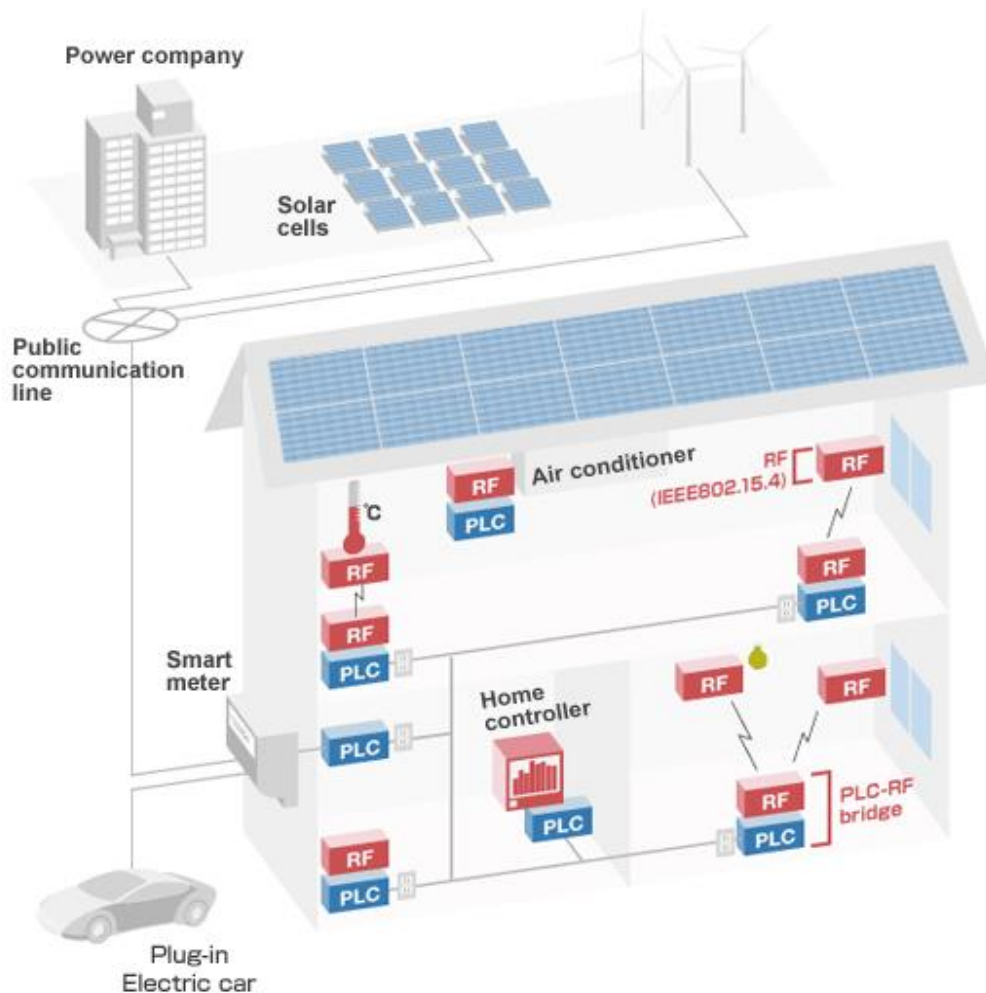 Power company
Solar
cells
Public
communication
line
Air conditioner
RF
(IEEE802.15.4)
RF
RF
PLC
°C
RF
RF
PLC
RF
PLC
Smart
meter
PLC
Home
controller
PLC
RF
RF
RF
PLC
PLC-RF
bridge
RF
PLC
Plug-in
Electric car